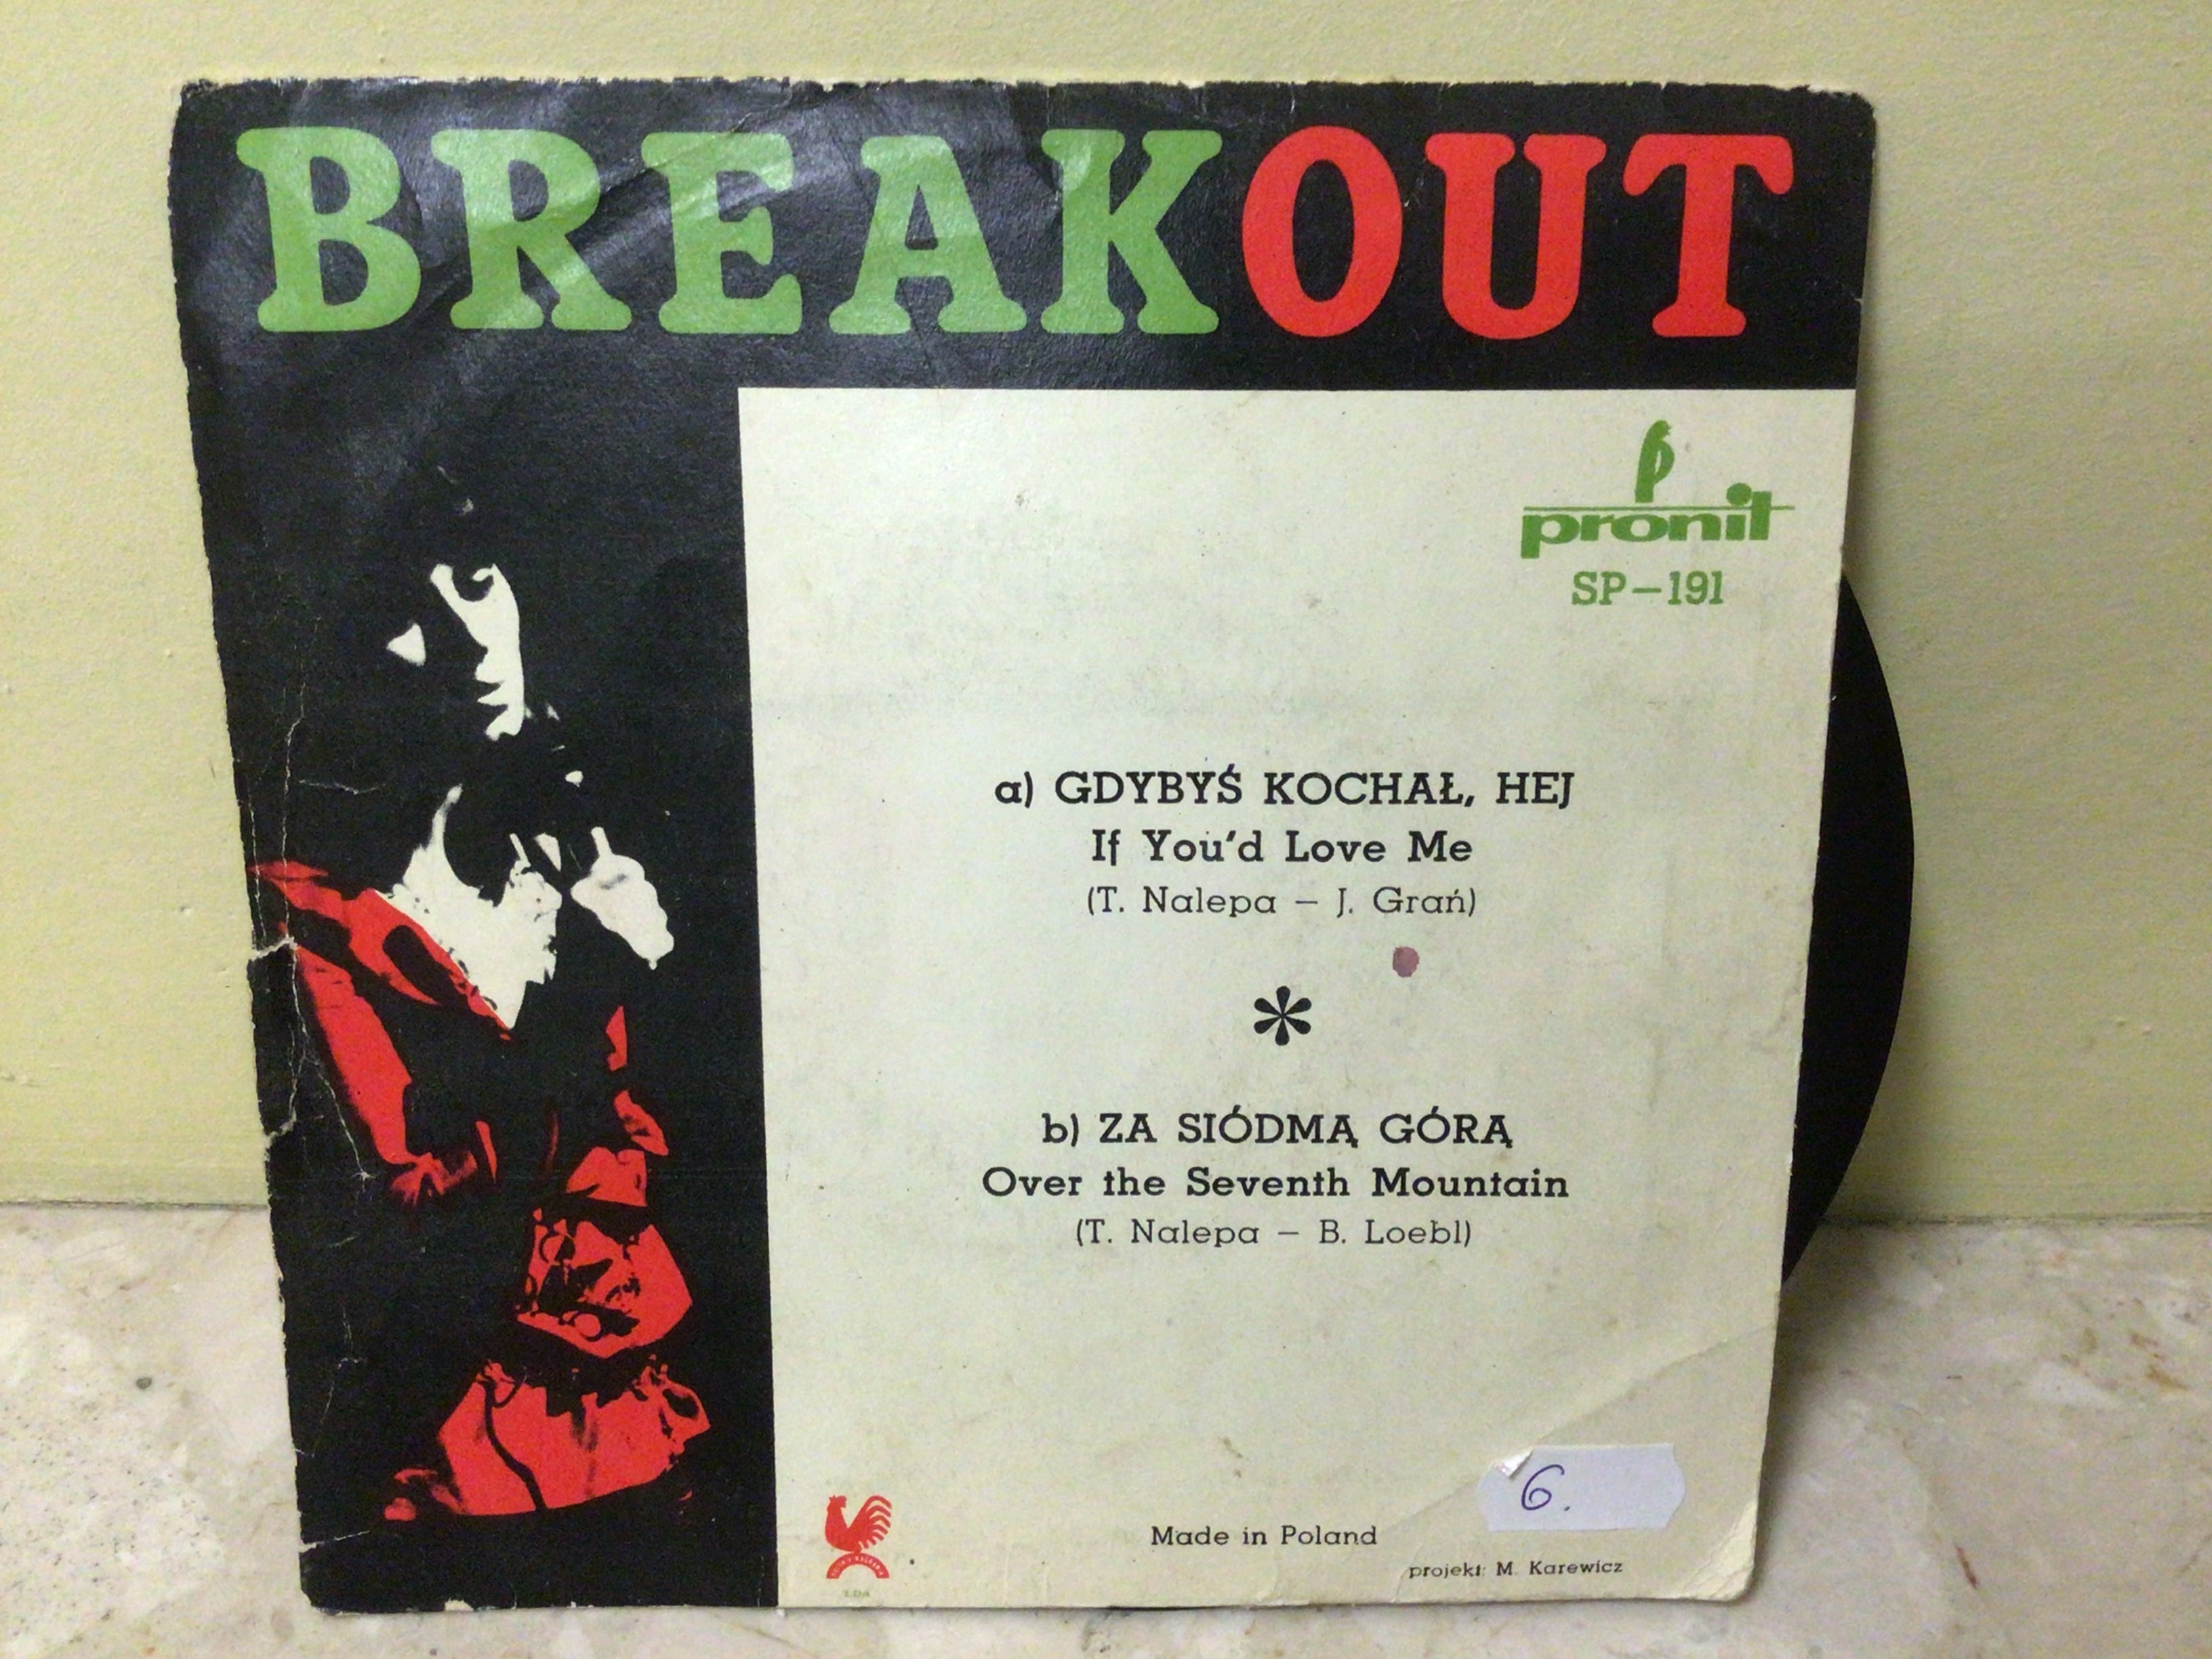 BREAKOUT
pronit
SP-191
a) GDYBYŚ KOCHAŁ, HEJ
If You'd Love Me
(T. Nalepa – J. Grań)
*
b) ZA SIÓDMĄ GÓRĄ
Over the Seventh Mountain
(T. Nalepa – B. Loebl)
6.
Made in Poland
projekt: M. Karewicz